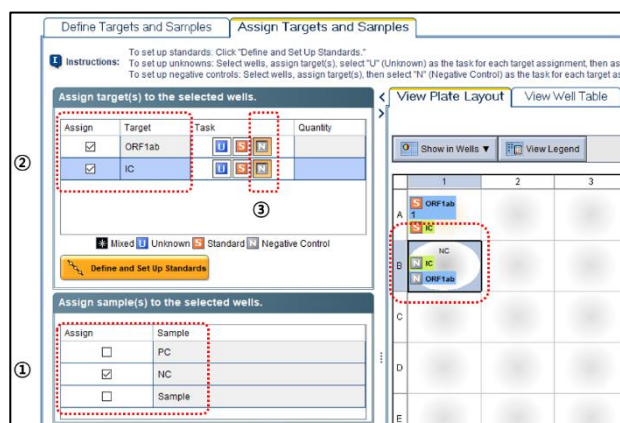 Define Targets and Samples
Assign Targets and Samples
Instructions:
To set up standards: Click "Define and Set Up Standards."
To set up unknowns: Select wells, assign target(s), select "U" (Unknown) as the task for each target assignment, then as
To set up negative controls: Select wells, assign target(s), then select "N" (Negative Control) as the task for each target as
Assign target(s) to the selected wells.
Assign Target Task Quantity
② ORF1ab U S N
IC U S N
③
Mixed U Unknown S Standard N Negative Control
Define and Set Up Standards
Assign sample(s) to the selected wells.
Assign Sample
PC
① NC
Sample
View Plate Layout View Well Table
Show in Wells ▼ View Legend
1 2 3
A
S ORF1ab
1
S IC
B
NC
N IC
N ORF1ab
C
D
E